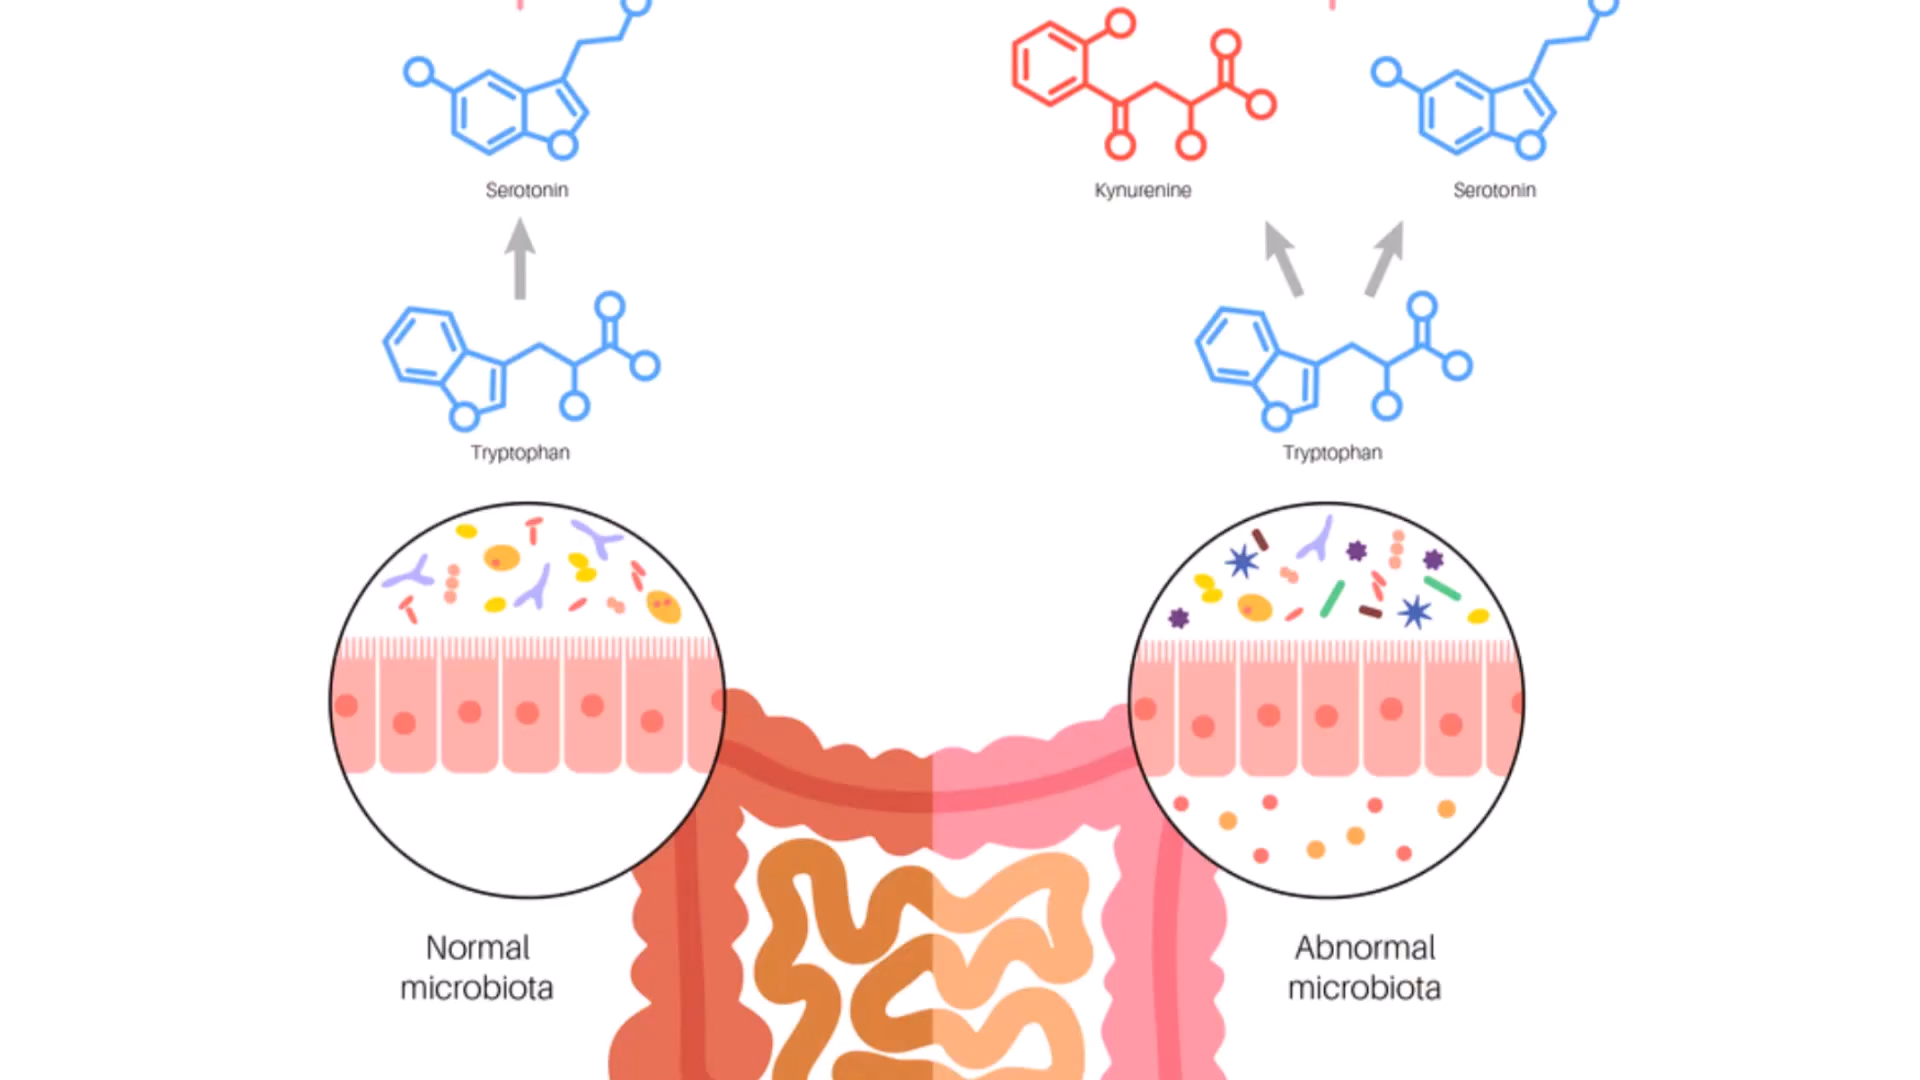 Serotonin
Kynurenine
Serotonin
Tryptophan
Tryptophan
Normal
microbiota
Abnormal
microbiota